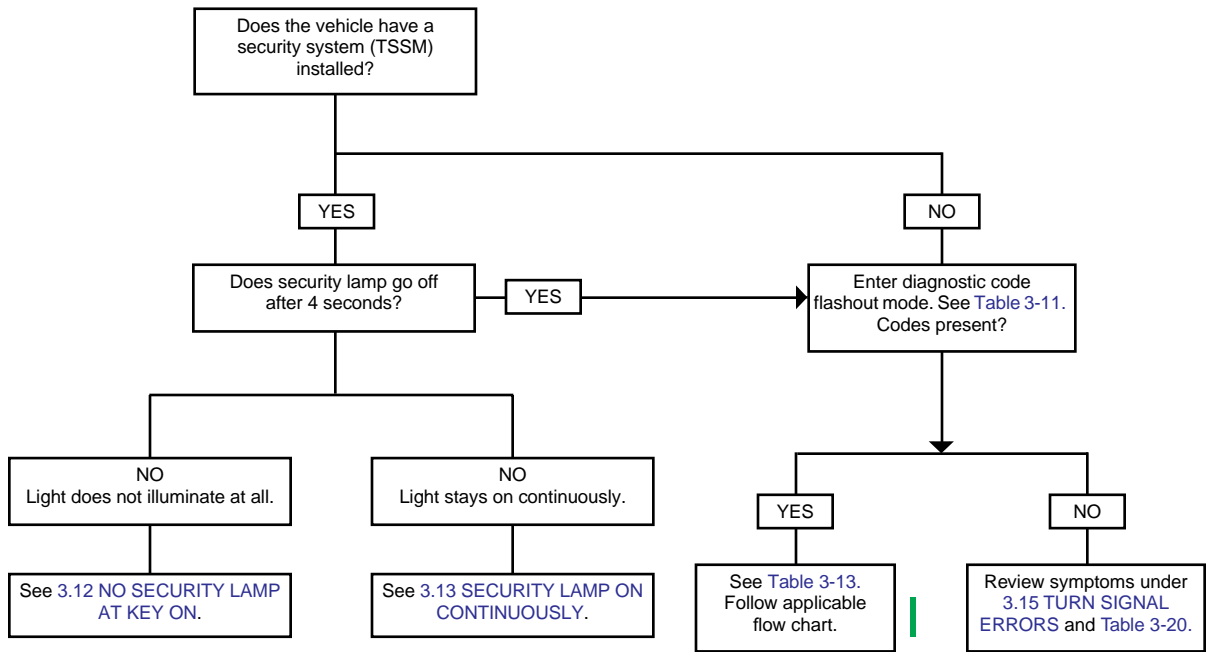 Does the vehicle have a
security system (TSSM)
installed?
YES
NO
Does security lamp go off
after 4 seconds?
YES
Enter diagnostic code
flashout mode. See Table 3-11.
Codes present?
NO
Light does not illuminate at all.
NO
Light stays on continuously.
YES
NO
See 3.12 NO SECURITY LAMP
AT KEY ON.
See 3.13 SECURITY LAMP ON
CONTINUOUSLY.
See Table 3-13.
Follow applicable
flow chart.
Review symptoms under
3.15 TURN SIGNAL
ERRORS and Table 3-20.